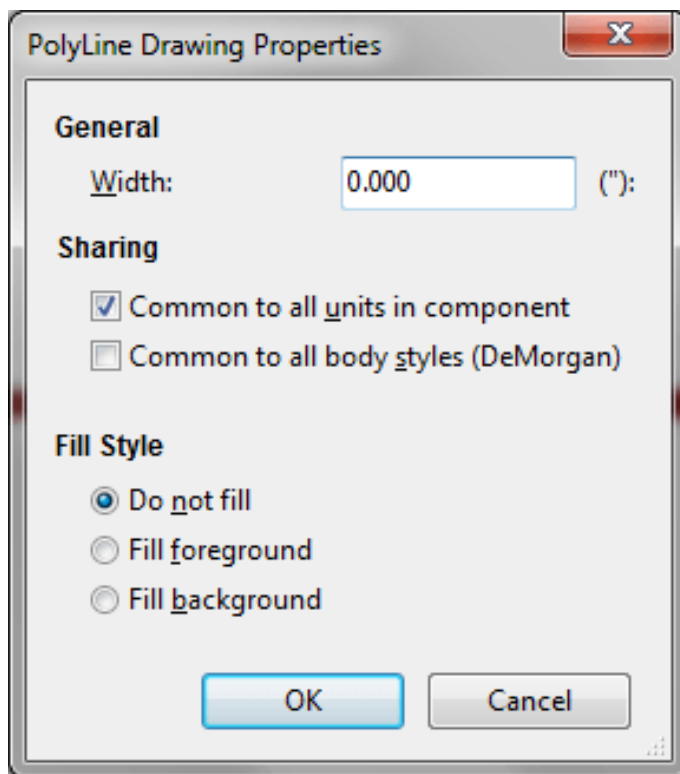 PolyLine Drawing Properties
General
Width: 0.000 ("):
Sharing
Common to all units in component
Common to all body styles (DeMorgan)
Fill Style
Do not fill
Fill foreground
Fill background
OK Cancel